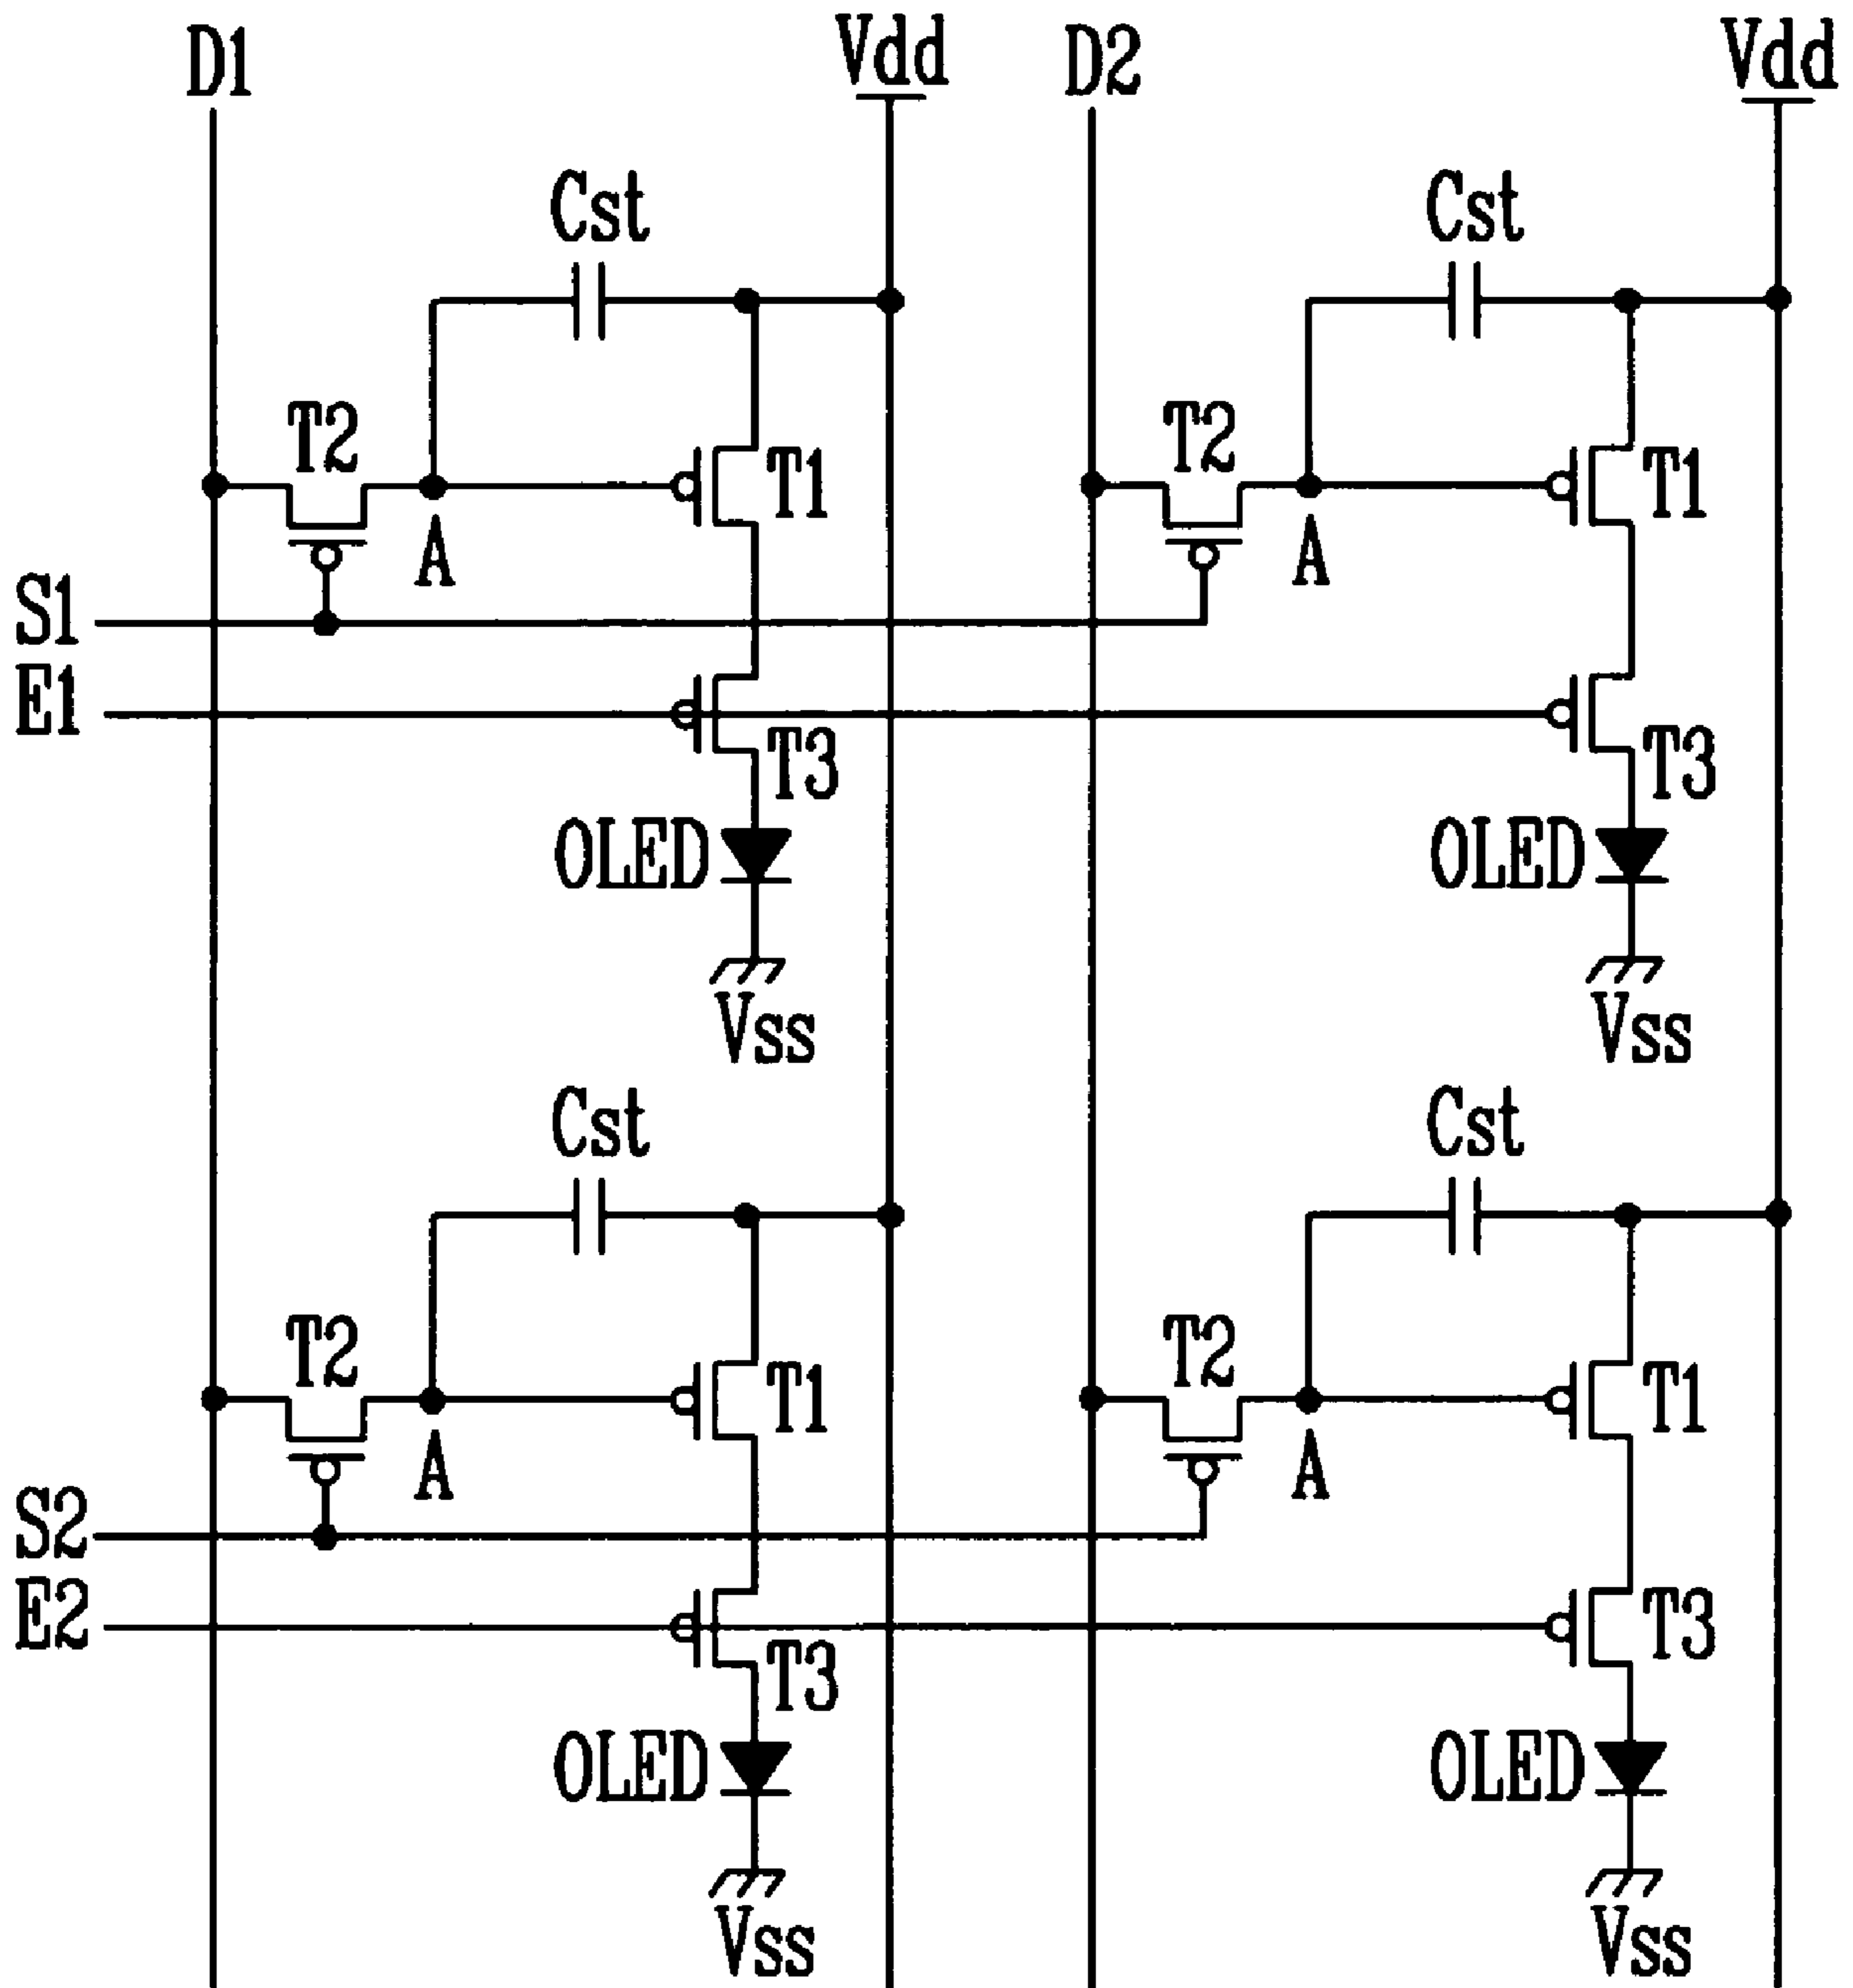 D1 Vdd D2 Vdd
Cst Cst
T2 T1 T2 T1
A A
S1
E1
T3 T3
OLED OLED
Vss Vss
Cst Cst
T2 T1 T2 T1
A A
S2
E2
T3 T3
OLED OLED
Vss Vss